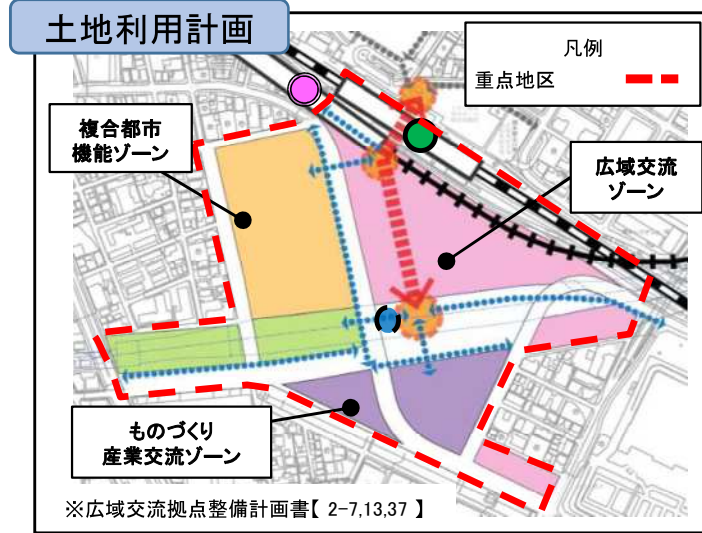 土地利用計画
凡例
重点地区
複合都市
機能ゾーン
広域交流
ゾーン
ものづくり
産業交流ゾーン
※広域交流拠点整備計画書【 2-7,13,37 】